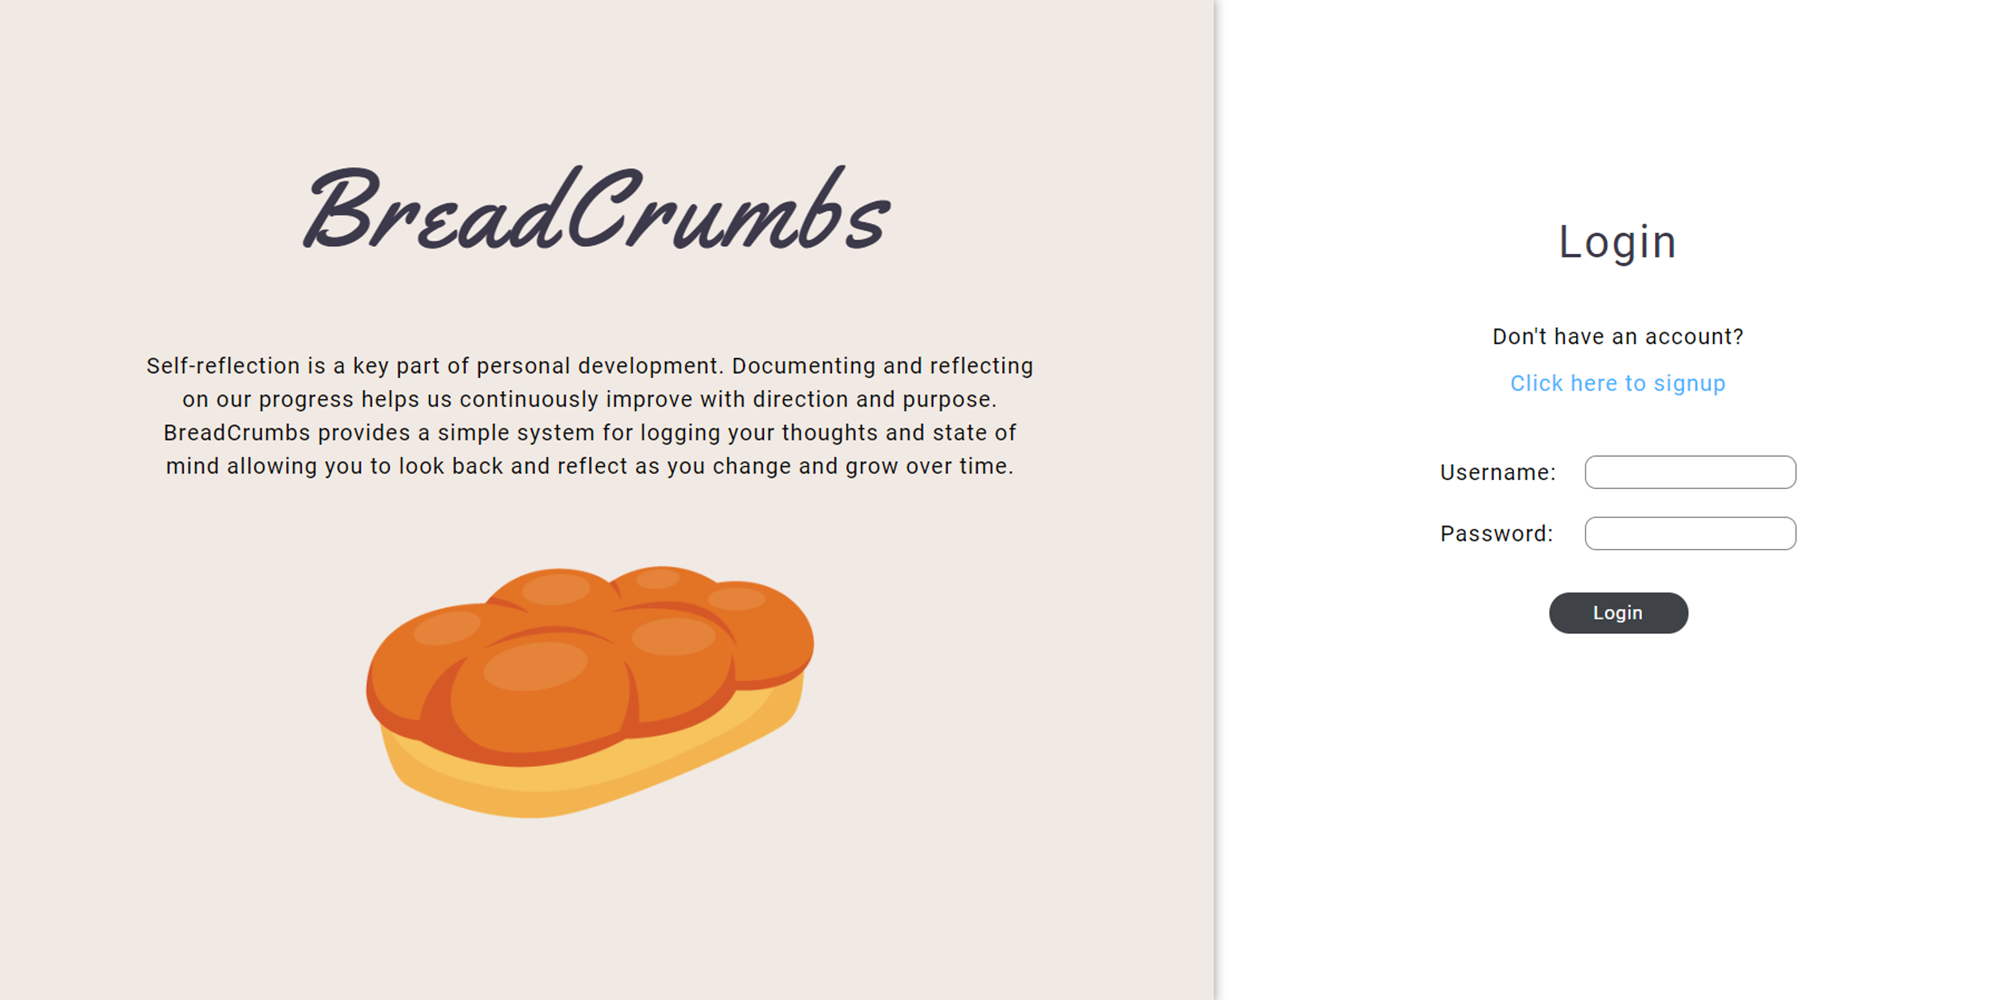 BreadCrumbs
Self-reflection is a key part of personal development. Documenting and reflecting
on our progress helps us continuously improve with direction and purpose.
BreadCrumbs provides a simple system for logging your thoughts and state of
mind allowing you to look back and reflect as you change and grow over time.
Login
Don't have an account?
Click here to signup
Username:
Password:
Login